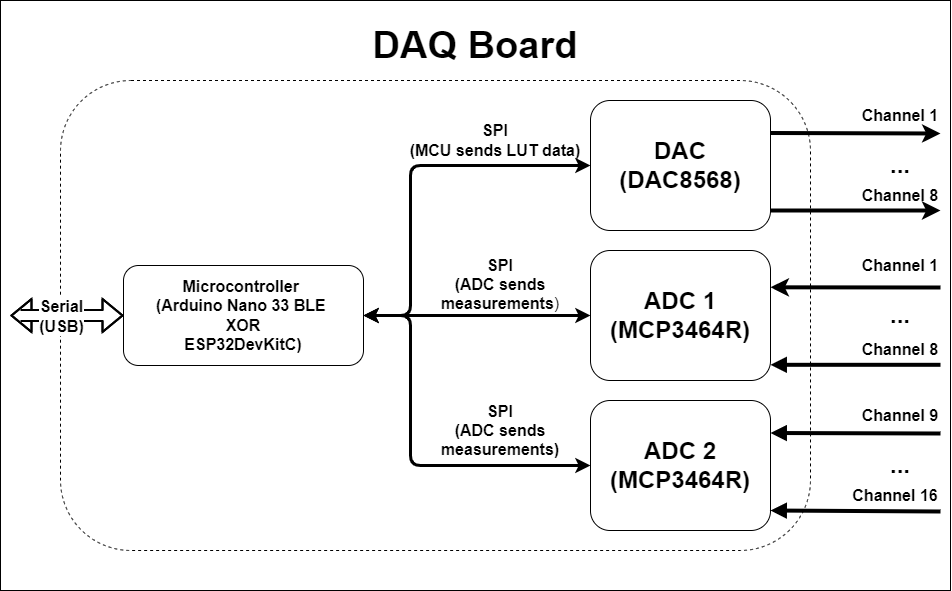 DAQ Board
SPI
(MCU sends LUT data)
DAC
(DAC8568)
Channel 1
...
Channel 8
Serial
(USB)
Microcontroller
(Arduino Nano 33 BLE
XOR
ESP32DevKitC)
SPI
(ADC sends
measurements)
ADC 1
(MCP3464R)
Channel 1
...
Channel 8
SPI
(ADC sends
measurements)
ADC 2
(MCP3464R)
Channel 9
...
Channel 16